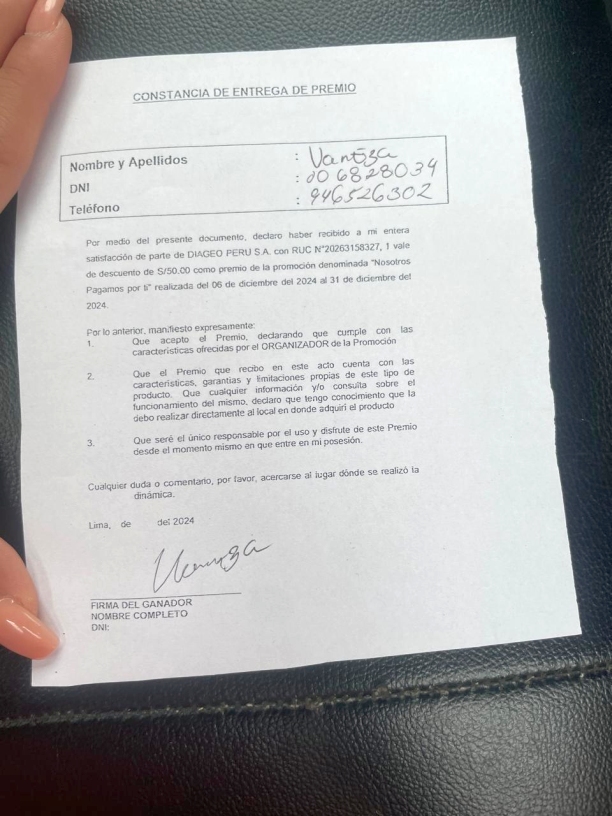 CONSTANCIA DE ENTREGA DE PREMIO
Nombre y Apellidos : Vantiza
DNI : 006828034
Teléfono : 946526302
Por medio del presente documento, declaro haber recibido a mi entera
satisfacción de parte de DIAGEO PERU S.A. con RUC N°20263158327, 1 vale
de descuento de S/50.00 como premio de la promoción denominada "Nosotros
Pagamos por ti" realizada del 06 de diciembre del 2024 al 31 de diciembre del
2024.
Por lo anterior, manifiesto expresamente:
1. Que acepto el Premio, declarando que cumple con las
características ofrecidas por el ORGANIZADOR de la Promoción
2. Que el Premio que recibo en este acto cuenta con las
características, garantías y limitaciones propias de este tipo de
producto. Que cualquier información y/o consulta sobre el
funcionamiento del mismo, declaro que tengo conocimiento que la
debo realizar directamente al local en donde adquirí el producto
3. Que seré el único responsable por el uso y disfrute de este Premio
desde el momento mismo en que entre en mi posesión.
Cualquier duda o comentario, por favor, acercarse al lugar dónde se realizó la
dinámica.
Lima, de del 2024
FIRMA DEL GANADOR
NOMBRE COMPLETO
DNI: